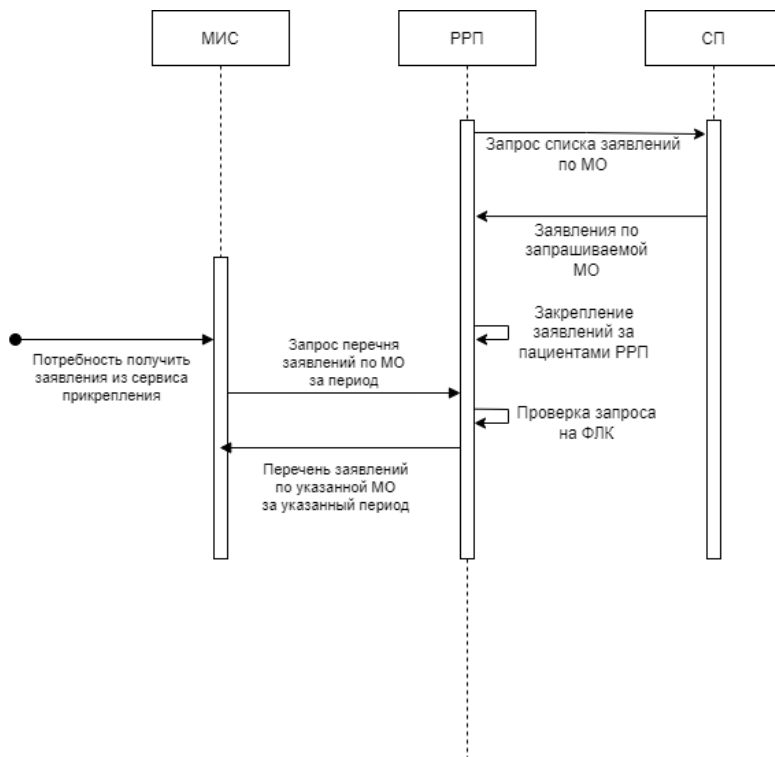 МИС
РРП
СП
Запрос списка заявлений
по МО
Заявления по
запрашиваемой
МО
Закрепление
заявлений за
пациентами РРП
Потребность получить
заявления из сервиса
прикрепления
Запрос перечня
заявлений по МО
за период
Проверка запроса
на ФЛК
Перечень заявлений
по указанной МО
за указанный период